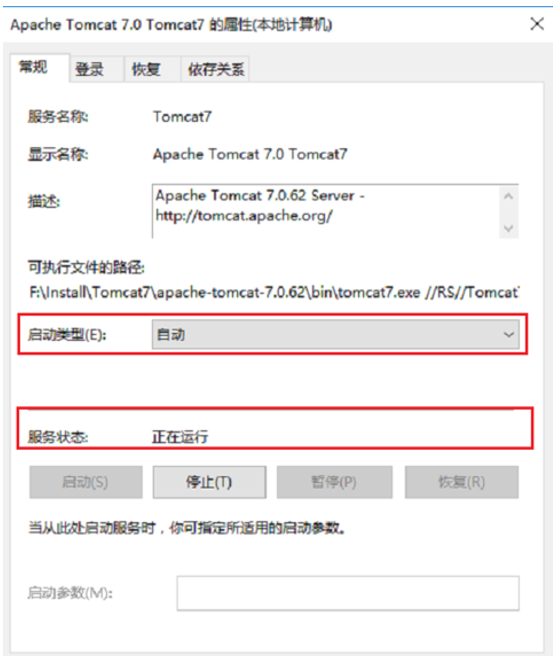 Apache Tomcat 7.0 Tomcat7 的属性(本地计算机)
常规 登录 恢复 依存关系
服务名称: Tomcat7
显示名称: Apache Tomcat 7.0 Tomcat7
描述: Apache Tomcat 7.0.62 Server -
http://tomcat.apache.org/
可执行文件的路径:
F:\Install\Tomcat7\apache-tomcat-7.0.62\bin\tomcat7.exe //RS//Tomcat7
启动类型(E): 自动
服务状态: 正在运行
启动(S) 停止(T) 暂停(P) 恢复(R)
当从此处启动服务时，你可指定所适用的启动参数。
启动参数(M):